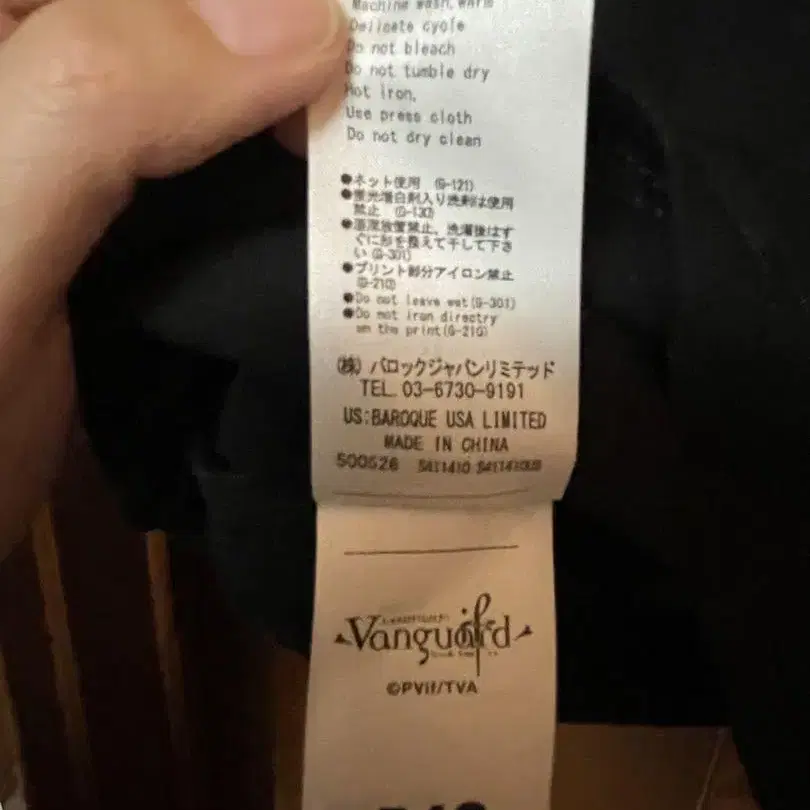 Machine wash, warm
Delicate cycle
Do not bleach
Do not tumble dry
Hot iron.
Use press cloth
Do not dry clean
●ネット使用 (G-121)
●蛍光増白剤入り洗剤は使用
禁止 (G-130)
●湿潤放置禁止、洗濯後はす
ぐに形を整えて干して下さ
い(G-301)
●プリント部分アイロン禁止
(G-210)
●Do not leave wet(G-301)
●Do not iron directry
on the print(G-210)
(株) バロックジャパンリミテッド
TEL. 03-6730-9191
US:BAROQUE USA LIMITED
MADE IN CHINA
500526 S411410
Vanguard
©PVif/TVA